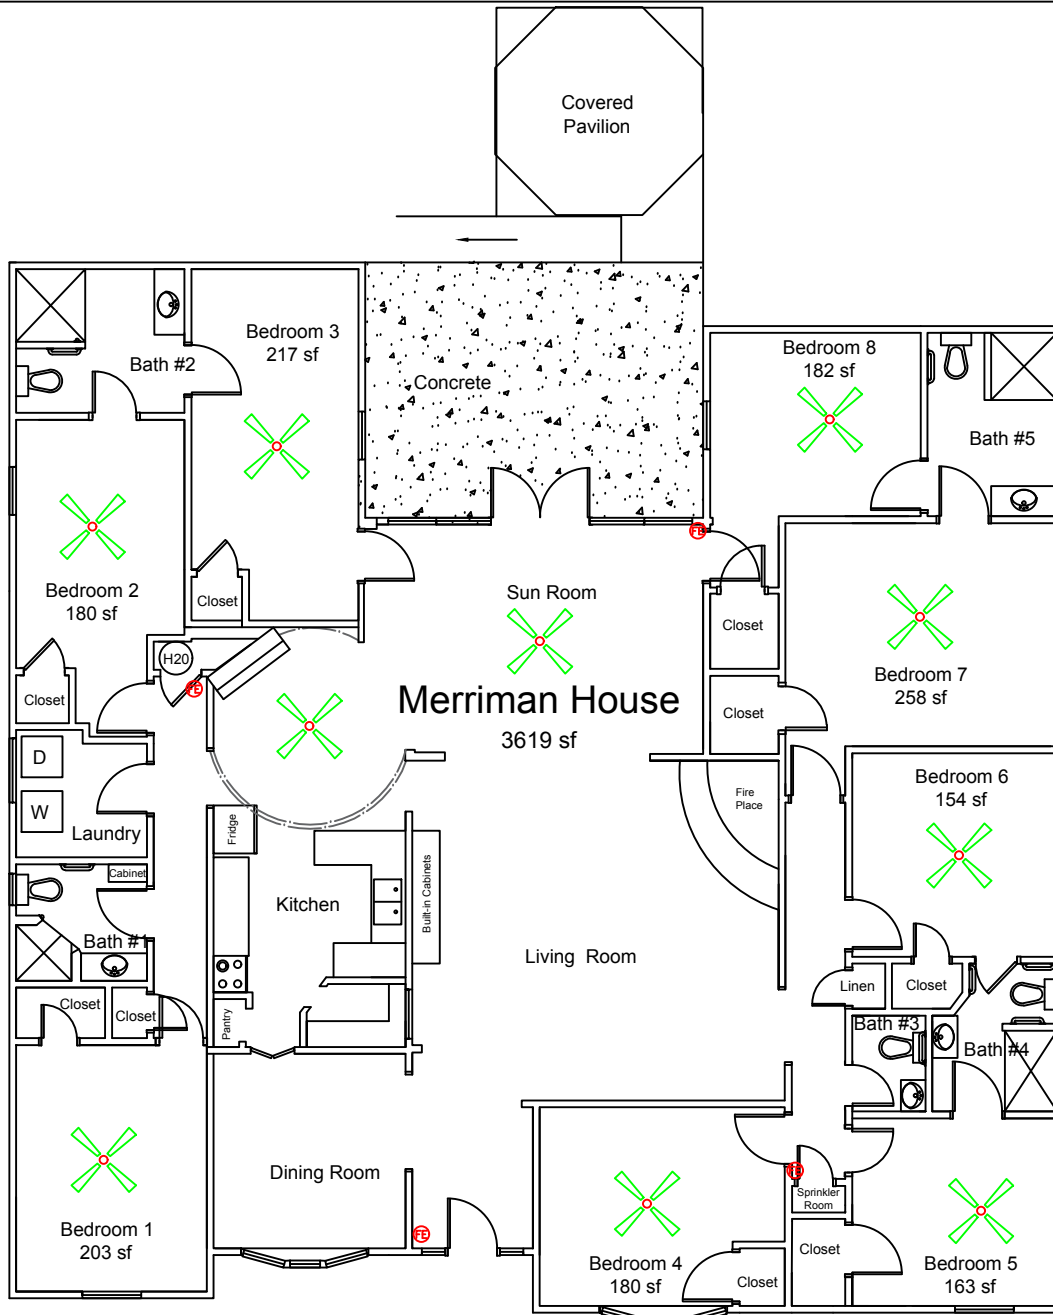 Covered
Pavilion
Bedroom 3
217 sf
Bath #2
Concrete
Bedroom 8
182 sf
Bath #5
FE
Bedroom 2
180 sf
Closet
Sun Room
Closet
H20
FE
Closet
Merriman House
3619 sf
Closet
Bedroom 7
258 sf
D
W
Laundry
Fire
Place
Bedroom 6
154 sf
Fridge
Cabinet
Kitchen
Built-in Cabinets
Bath #1
Living Room
Closet
Closet
Pantry
Linen
Closet
Bath #3
Bath #4
Dining Room
FE
Sprinkler
Room
Bedroom 1
203 sf
FE
Bedroom 4
180 sf
Closet
Closet
Bedroom 5
163 sf